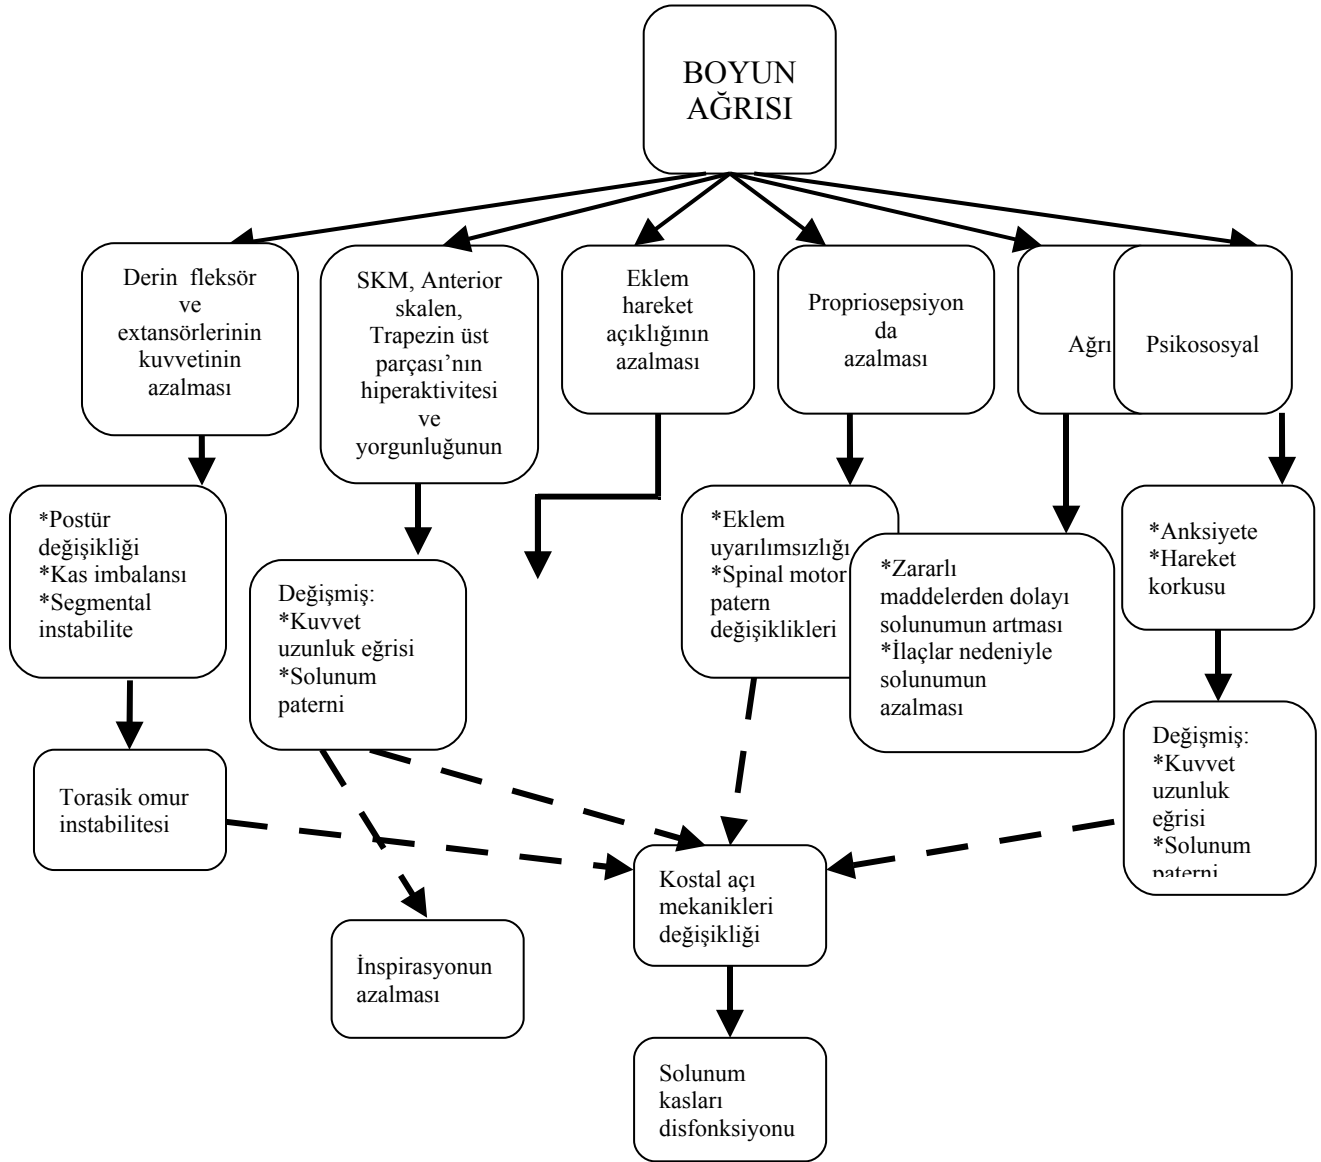 BOYUN
AĞRISI
Derin fleksör
ve
extansörlerinin
kuvvetinin
azalması
SKM, Anterior
skalen,
Trapezin üst
parçası’nın
hiperaktivitesi
ve
yorgunluğunun
Eklem
hareket
açıklığının
azalması
Propriosepsiyon
da
azalması
Ağrı
Psikososyal
*Postür
değişikliği
*Kas imbalansı
*Segmental
instabilite
Değişmiş:
*Kuvvet
uzunluk eğrisi
*Solunum
paterni
*Eklem
uyarılımsızlığı
*Spinal motor
patern
değişiklikleri
*Zararlı
maddelerden dolayı
solunumun artması
*İlaçlar nedeniyle
solunumun
azalması
*Anksiyete
*Hareket
korkusu
Torasik omur
instabilitesi
Değişmiş:
*Kuvvet
uzunluk
eğrisi
*Solunum
paterni
Kostal açı
mekanikleri
değişikliği
İnspirasyonun
azalması
Solunum
kasları
disfonksiyonu